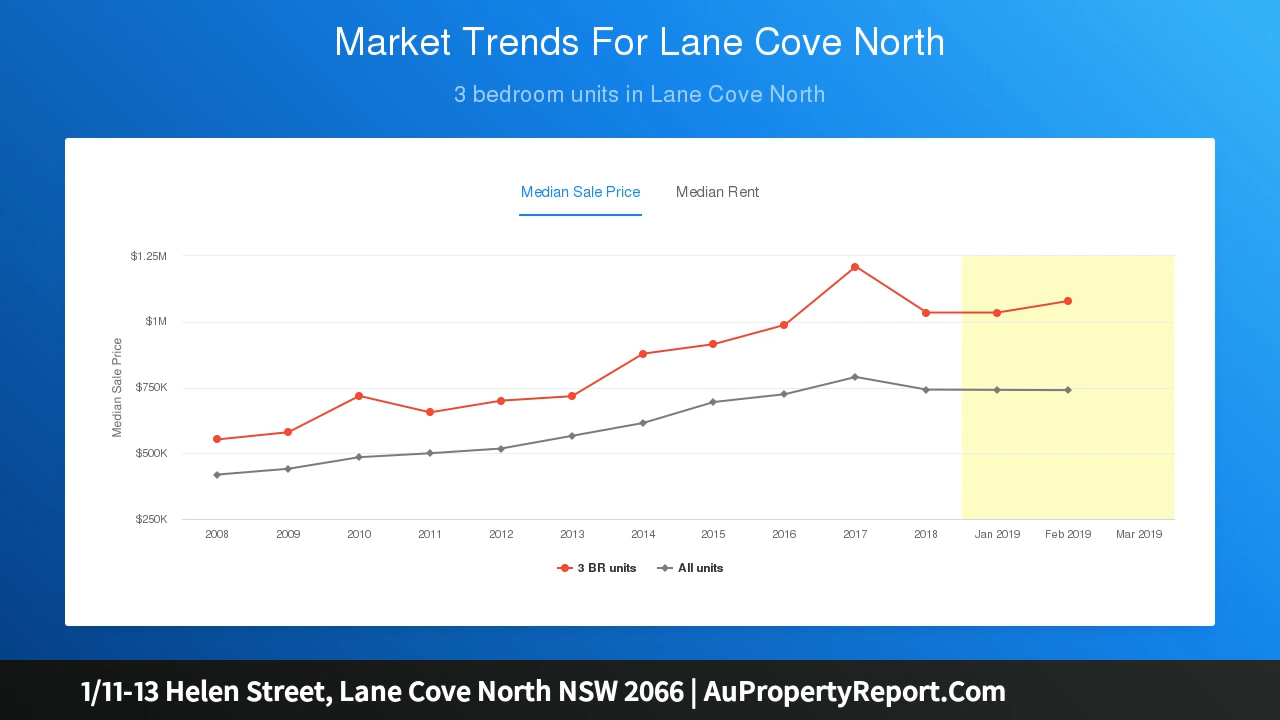 Market Trends For Lane Cove North
3 bedroom units in Lane Cove North
Median Sale Price Median Rent
Median Sale Price
$1.25M
$1M
$750K
$500K
$250K
2008 2009 2010 2011 2012 2013 2014 2015 2016 2017 2018 Jan 2019 Feb 2019 Mar 2019
3 BR units All units
1/11-13 Helen Street, Lane Cove North NSW 2066 | AuPropertyReport.Com